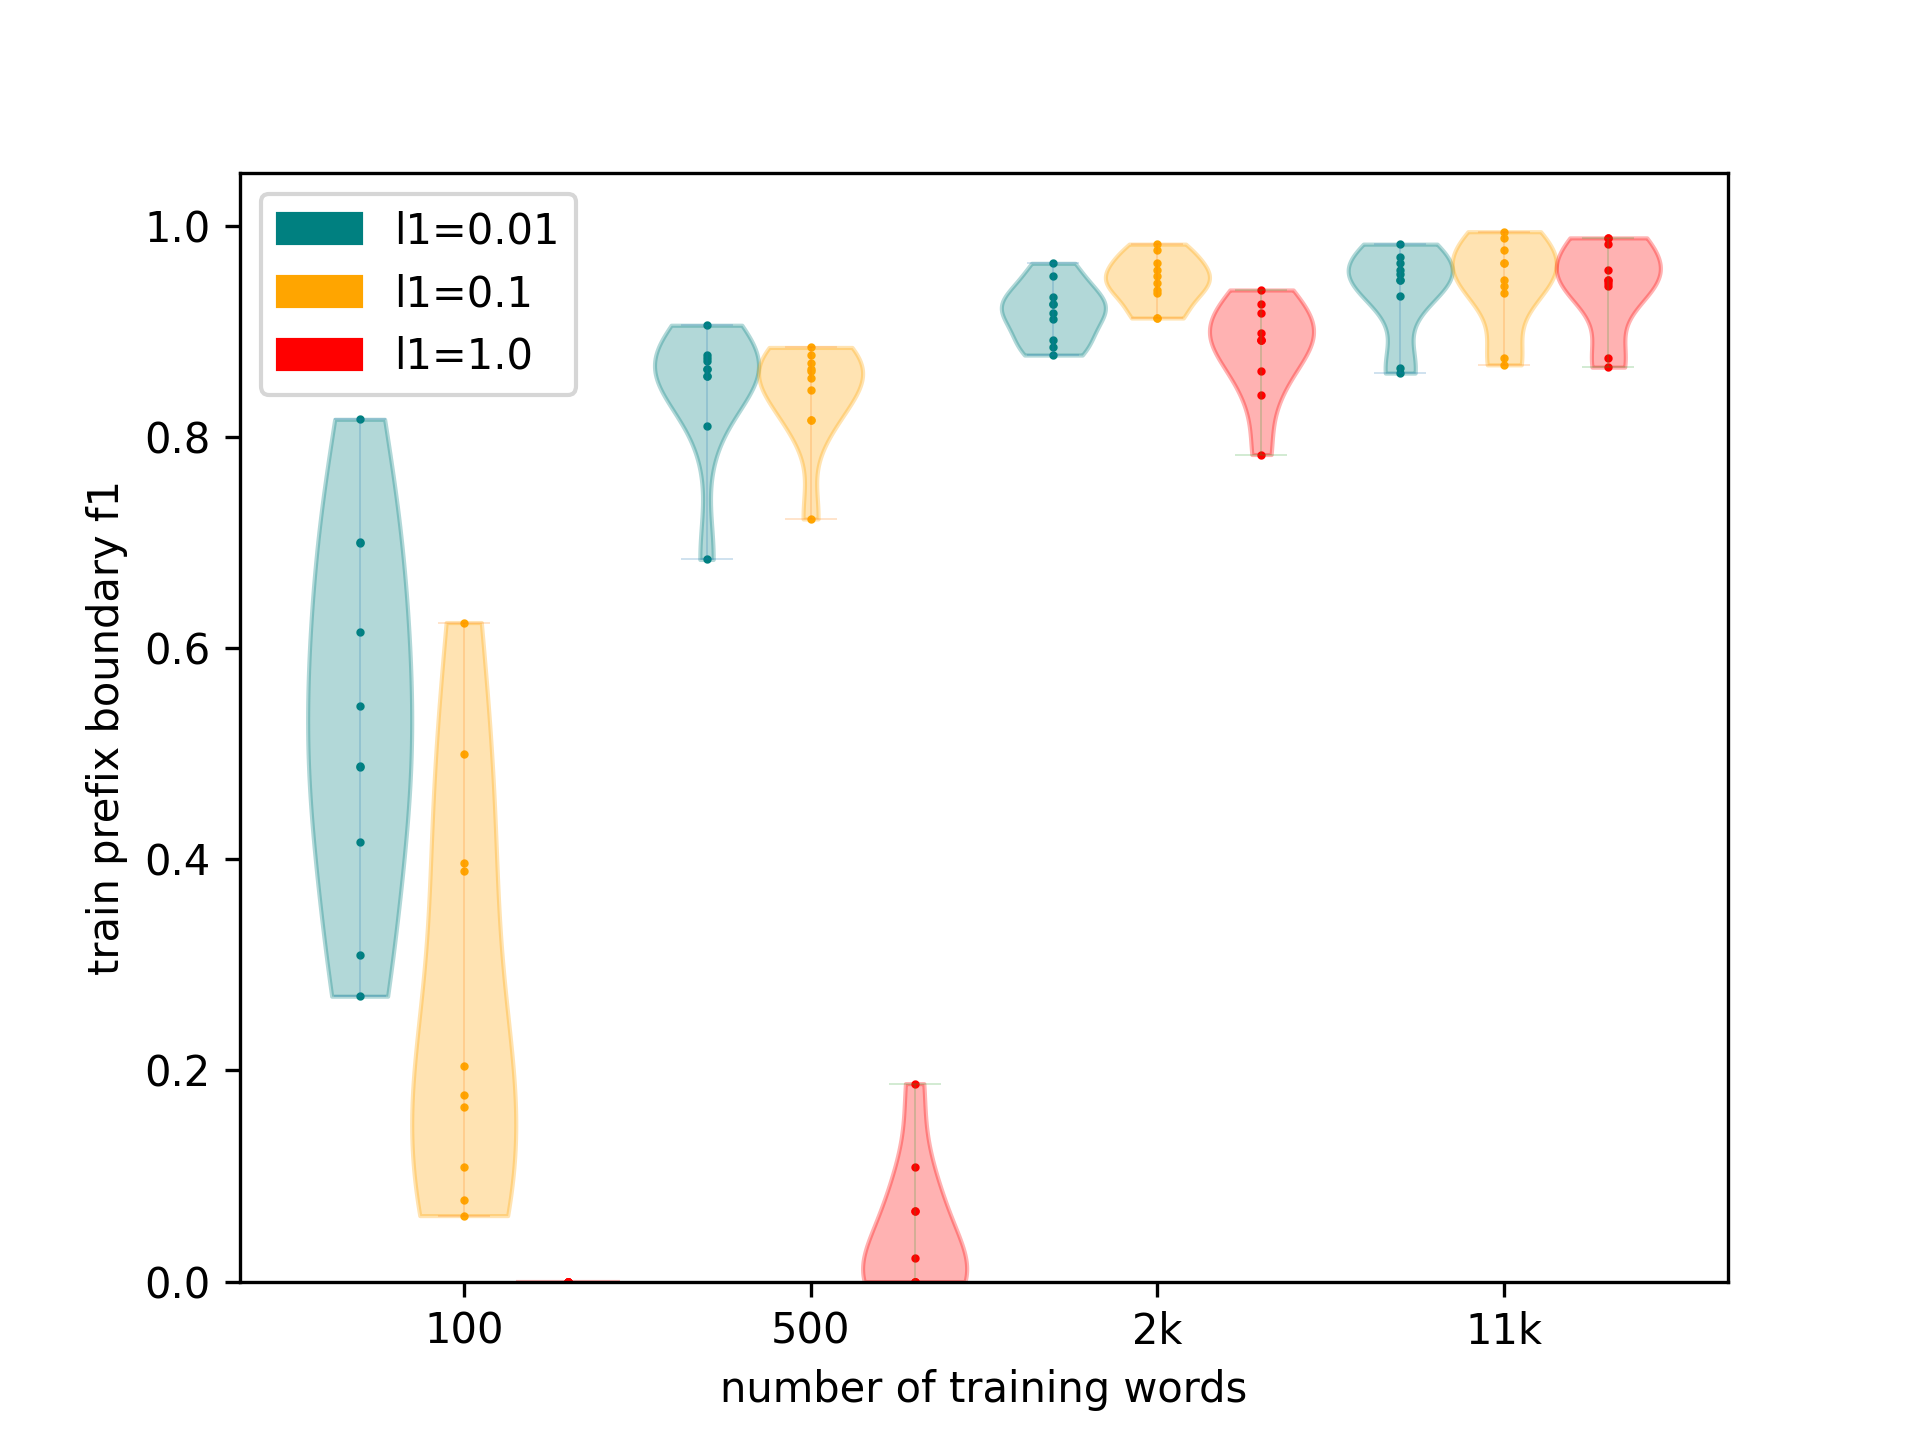 l1=0.01
l1=0.1
l1=1.0
1.0
0.8
0.6
0.4
0.2
0.0
train prefix boundary f1
100 500 2k 11k
number of training words